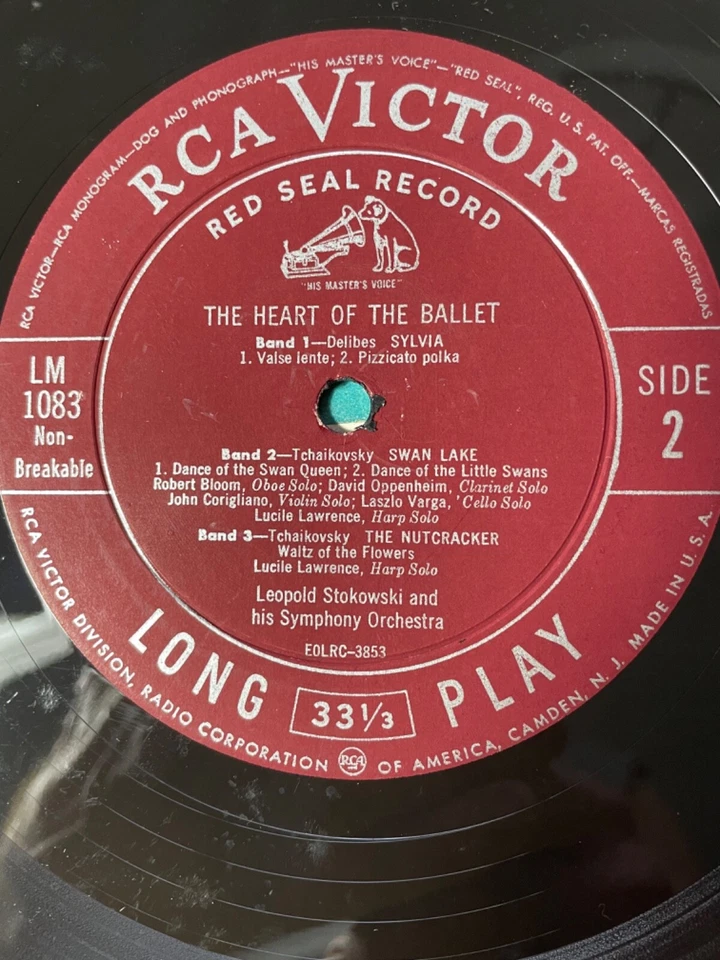 RCA VICTOR—RCA MONOGRAM—DOG AND PHONOGRAPH—"HIS MASTER'S VOICE"—"RED SEAL", REG. U. S. PAT. OFF.—MARCAS REGISTRADAS
RCA VICTOR
RED SEAL RECORD
"HIS MASTER'S VOICE"
THE HEART OF THE BALLET
Band 1—Delibes SYLVIA
1. Valse lente; 2. Pizzicato polka
LM
1083
Non-
Breakable
SIDE
2
Band 2—Tchaikovsky SWAN LAKE
1. Dance of the Swan Queen; 2. Dance of the Little Swans
Robert Bloom, Oboe Solo; David Oppenheim, Clarinet Solo
John Corigliano, Violin Solo; Laszlo Varga, 'Cello Solo
Lucile Lawrence, Harp Solo
Band 3—Tchaikovsky THE NUTCRACKER
Waltz of the Flowers
Lucile Lawrence, Harp Solo
Leopold Stokowski and
his Symphony Orchestra
E0LRC–3853
LONG 33⅓ PLAY
RCA VICTOR DIVISION, RADIO CORPORATION RCA OF AMERICA, CAMDEN, N. J. MADE IN U. S. A.